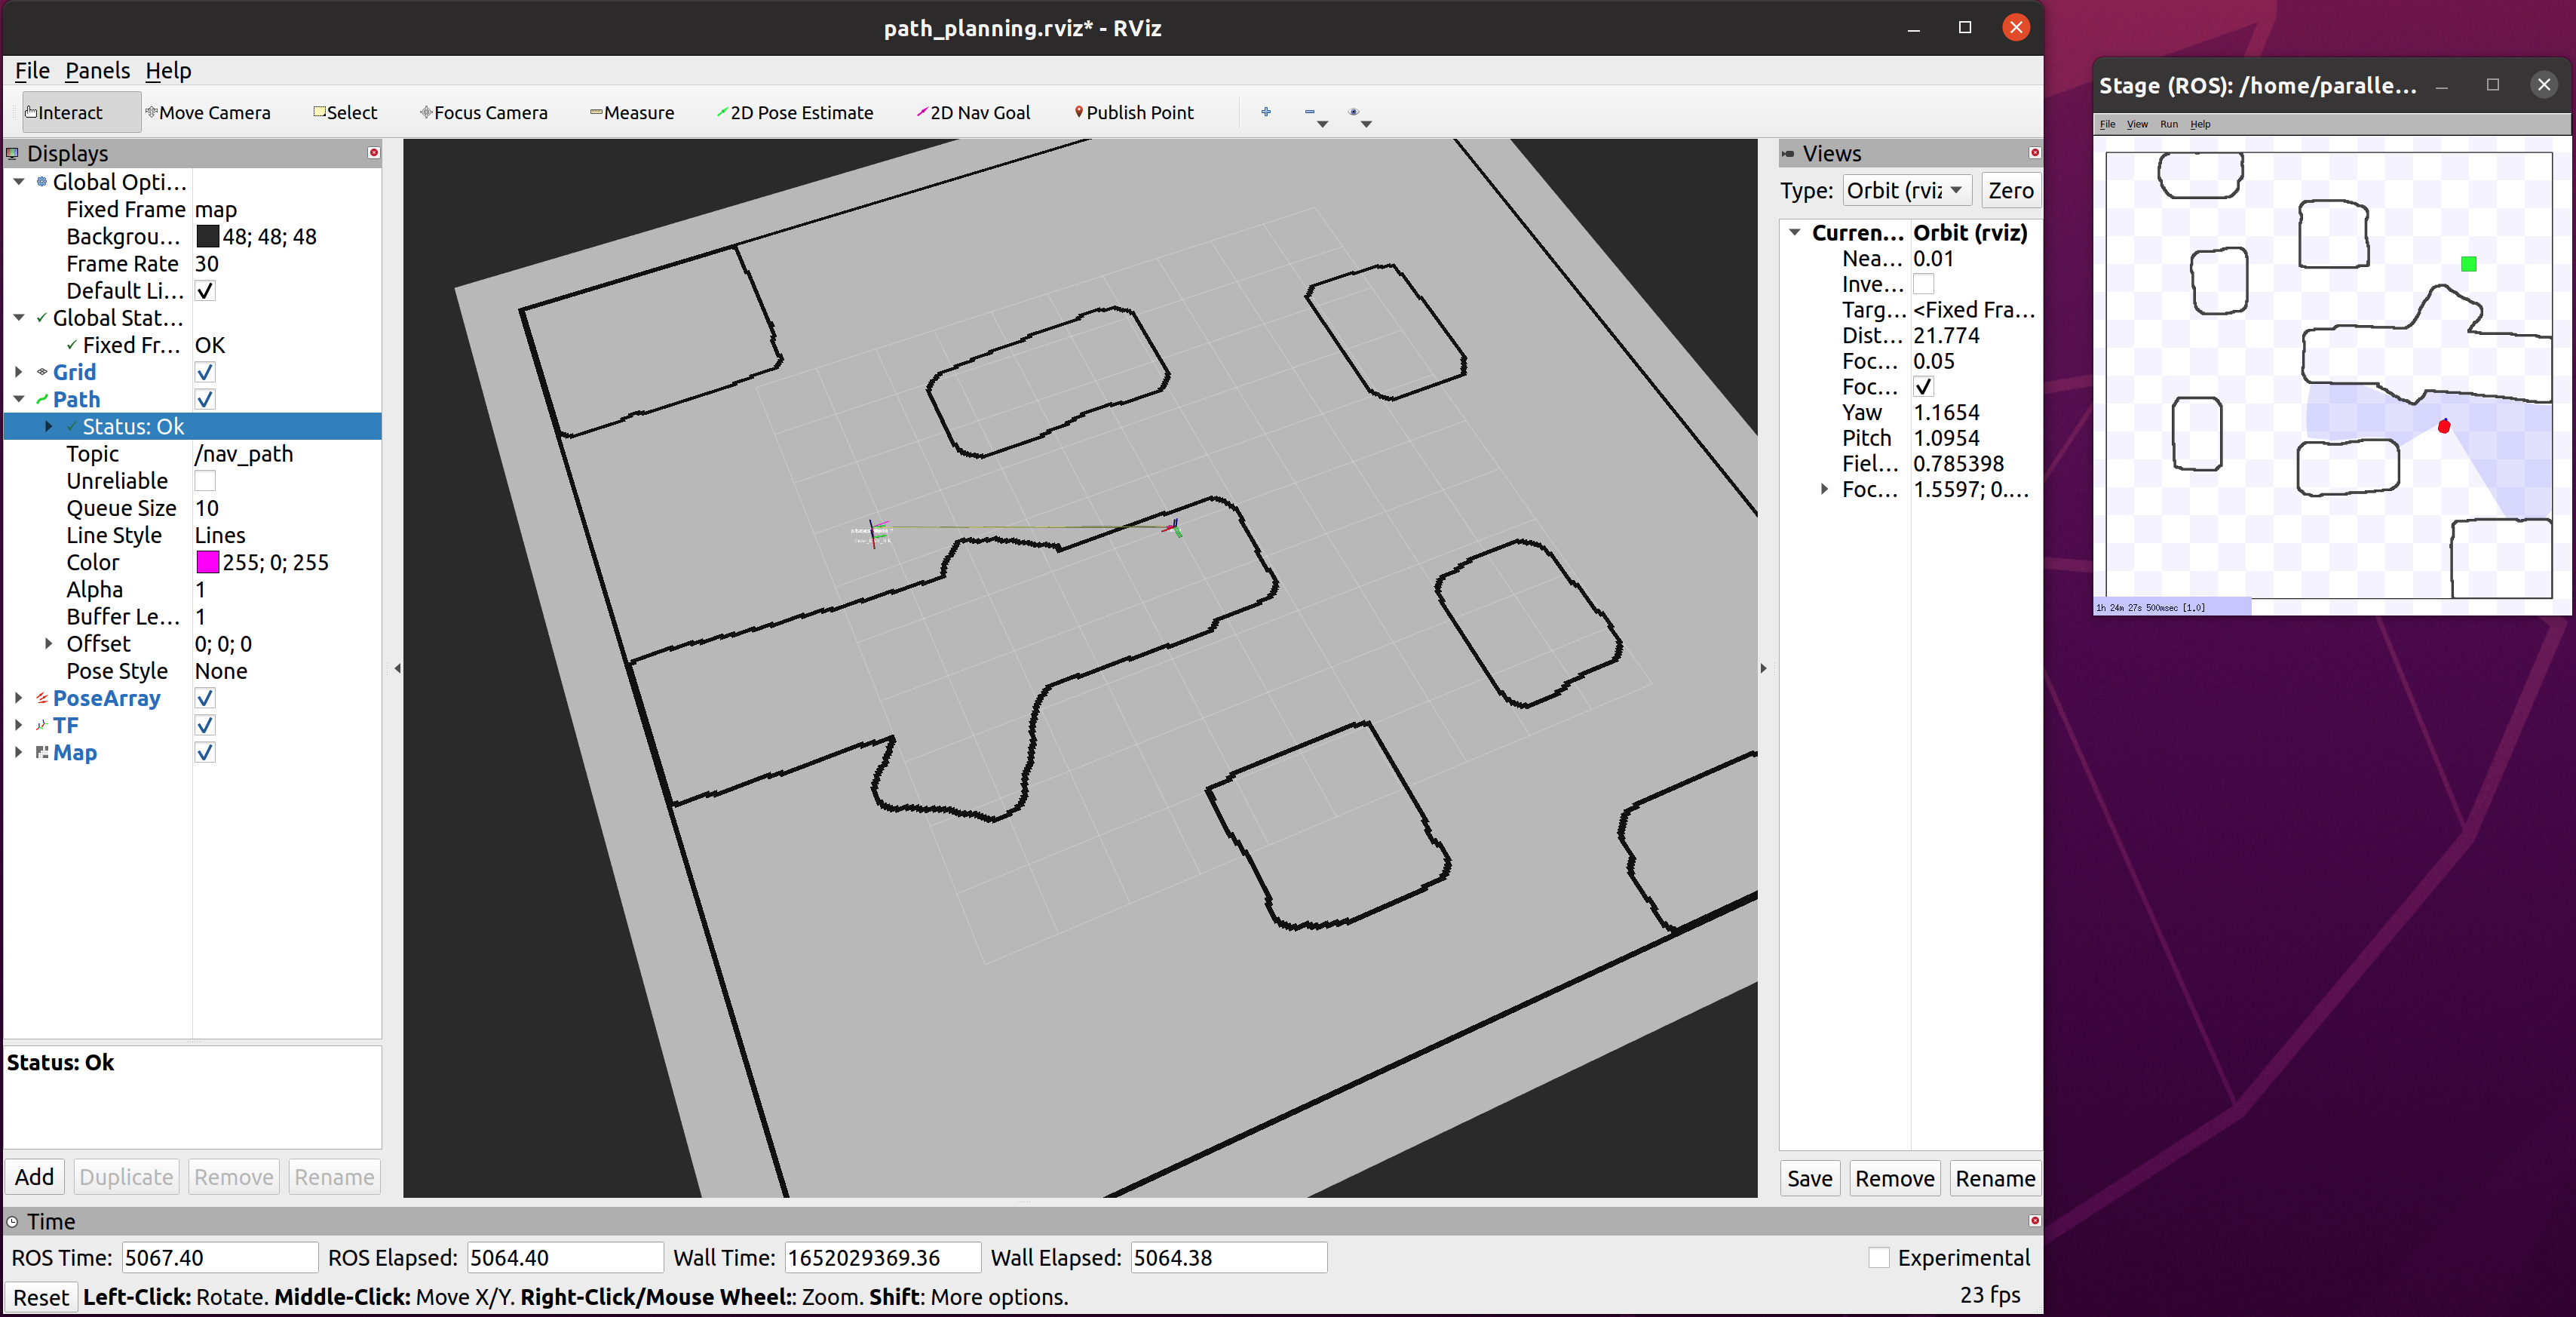 path_planning.rviz* - RViz
File Panels Help
Interact Move Camera Select Focus Camera Measure 2D Pose Estimate 2D Nav Goal Publish Point
Displays
Global Opti...
Fixed Frame map
Backgrou... 48; 48; 48
Frame Rate 30
Default Li...
Global Stat...
Fixed Fr... OK
Grid
Path
Status: Ok
Topic /nav_path
Unreliable
Queue Size 10
Line Style Lines
Color 255; 0; 255
Alpha 1
Buffer Le... 1
Offset 0; 0; 0
Pose Style None
PoseArray
TF
Map
Status: Ok
Add Duplicate Remove Rename
Views
Type: Orbit (rviz Zero
Curren... Orbit (rviz)
Nea... 0.01
Inve...
Targ... <Fixed Fra...
Dist... 21.774
Foc... 0.05
Foc...
Yaw 1.1654
Pitch 1.0954
Fiel... 0.785398
Foc... 1.5597; 0....
Save Remove Rename
Time
ROS Time: 5067.40 ROS Elapsed: 5064.40 Wall Time: 1652029369.36 Wall Elapsed: 5064.38 Experimental
Reset Left-Click: Rotate. Middle-Click: Move X/Y. Right-Click/Mouse Wheel:: Zoom. Shift: More options. 23 fps
Stage (ROS): /home/paralle...
File View Run Help
1h 24m 27s 500msec [1.0]